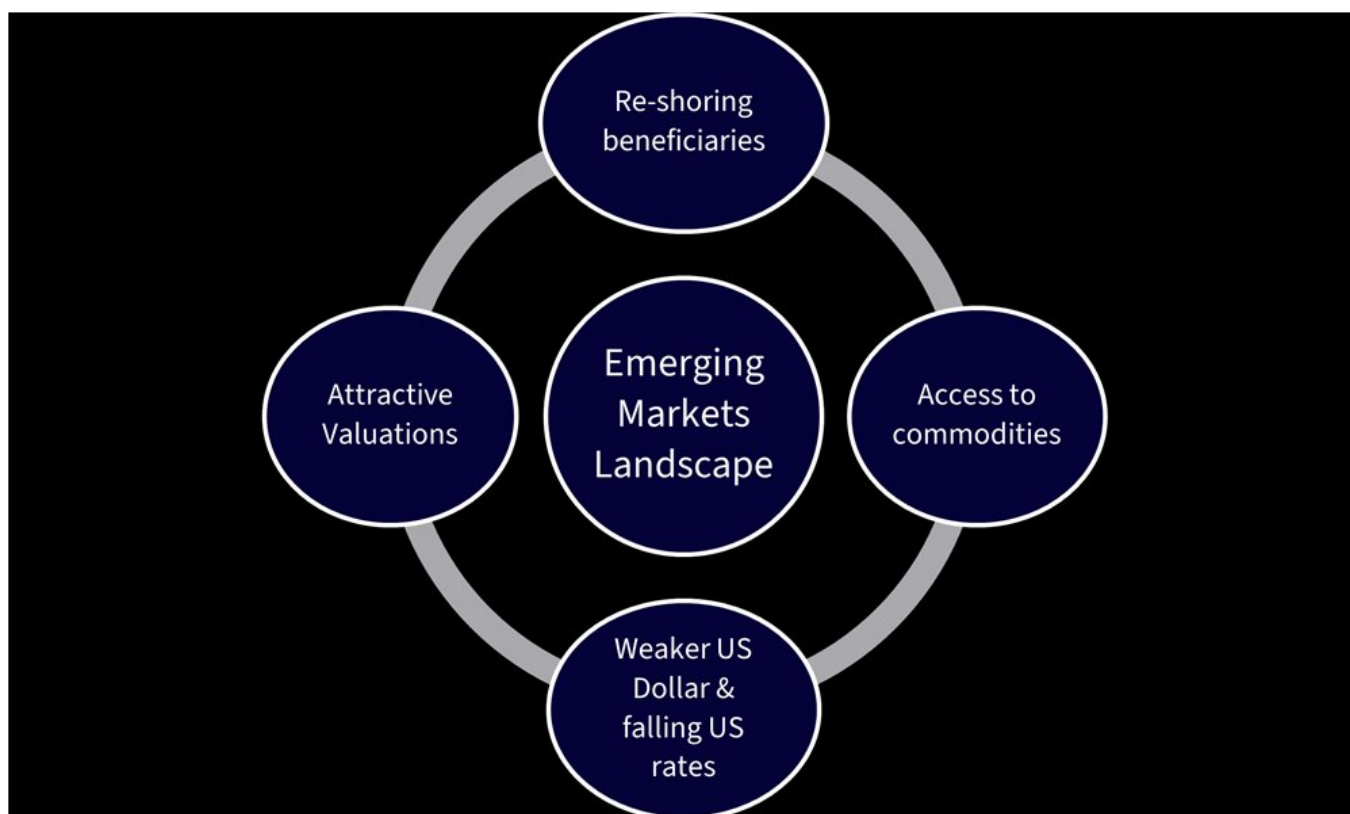 Re-shoring
beneficiaries
Attractive
Valuations
Emerging
Markets
Landscape
Access to
commodities
Weaker US
Dollar &
falling US
rates